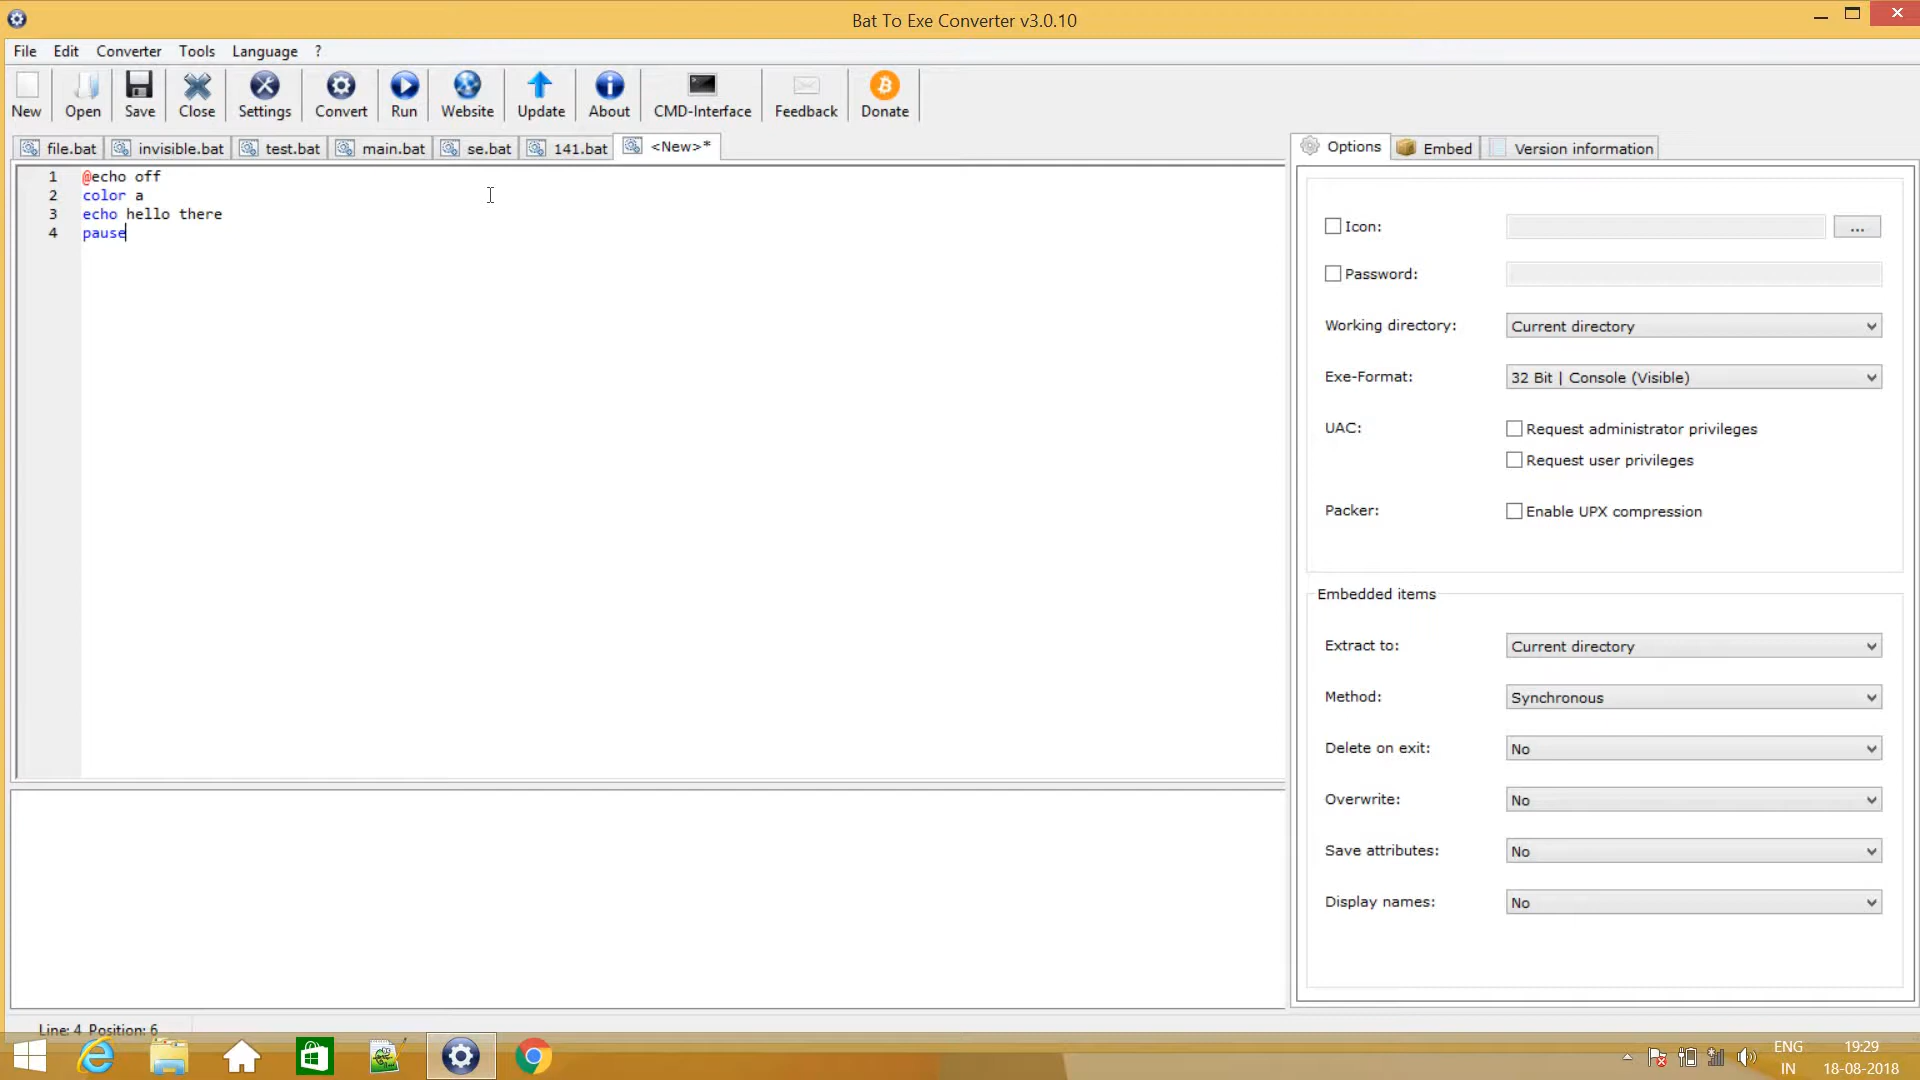 Bat To Exe Converter v3.0.10
File Edit Converter Tools Language ?
New Open Save Close Settings Convert Run Website Update About CMD-Interface Feedback Donate
file.bat invisible.bat test.bat main.bat se.bat 141.bat <New>*
Options Embed Version information
1 @echo off
2 color a
3 echo hello there
4 pause
Icon: ...
Password:
Working directory: Current directory
Exe-Format: 32 Bit | Console (Visible)
UAC: Request administrator privileges
Request user privileges
Packer: Enable UPX compression
Embedded items
Extract to: Current directory
Method: Synchronous
Delete on exit: No
Overwrite: No
Save attributes: No
Display names: No
Line: 4 Position: 6
ENG 19:29
IN 18-08-2018